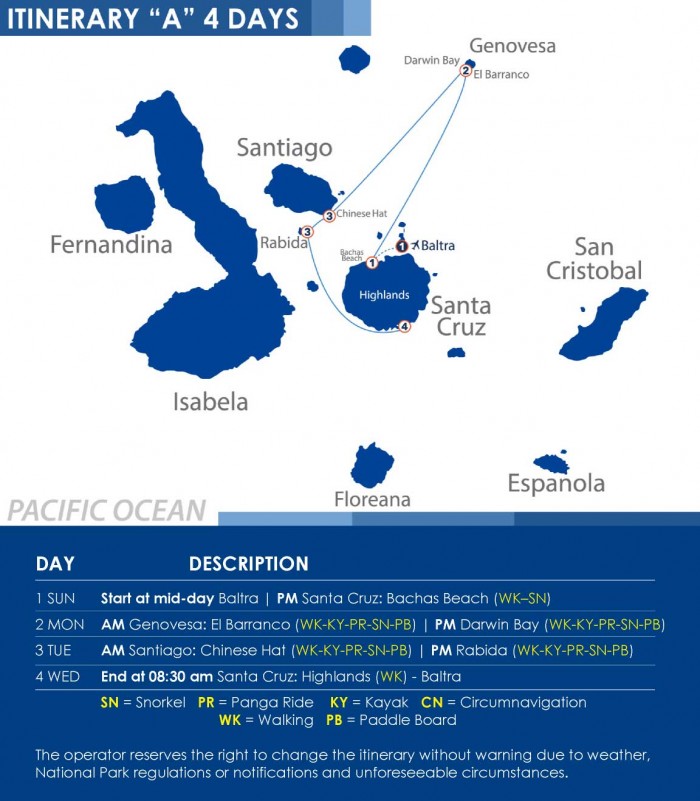 ITINERARY “A” 4 DAYS
Genovesa
Darwin Bay
2
El Barranco
Santiago
3
Chinese Hat
Fernandina
Rabida
3
Bachas
Beach
1
1
Baltra
San
Cristobal
Highlands
Santa
Cruz
4
Isabela
Floreana
Espanola
PACIFIC OCEAN
DAY DESCRIPTION
1 SUN Start at mid-day Baltra | PM Santa Cruz: Bachas Beach (WK–SN)
2 MON AM Genovesa: El Barranco (WK-KY-PR-SN-PB) | PM Darwin Bay (WK-KY-PR-SN-PB)
3 TUE AM Santiago: Chinese Hat (WK-KY-PR-SN-PB) | PM Rabida (WK-KY-PR-SN-PB)
4 WED End at 08:30 am Santa Cruz: Highlands (WK) - Baltra
SN = Snorkel PR = Panga Ride KY = Kayak CN = Circumnavigation
WK = Walking PB = Paddle Board
The operator reserves the right to change the itinerary without warning due to weather,
National Park regulations or notifications and unforeseeable circumstances.